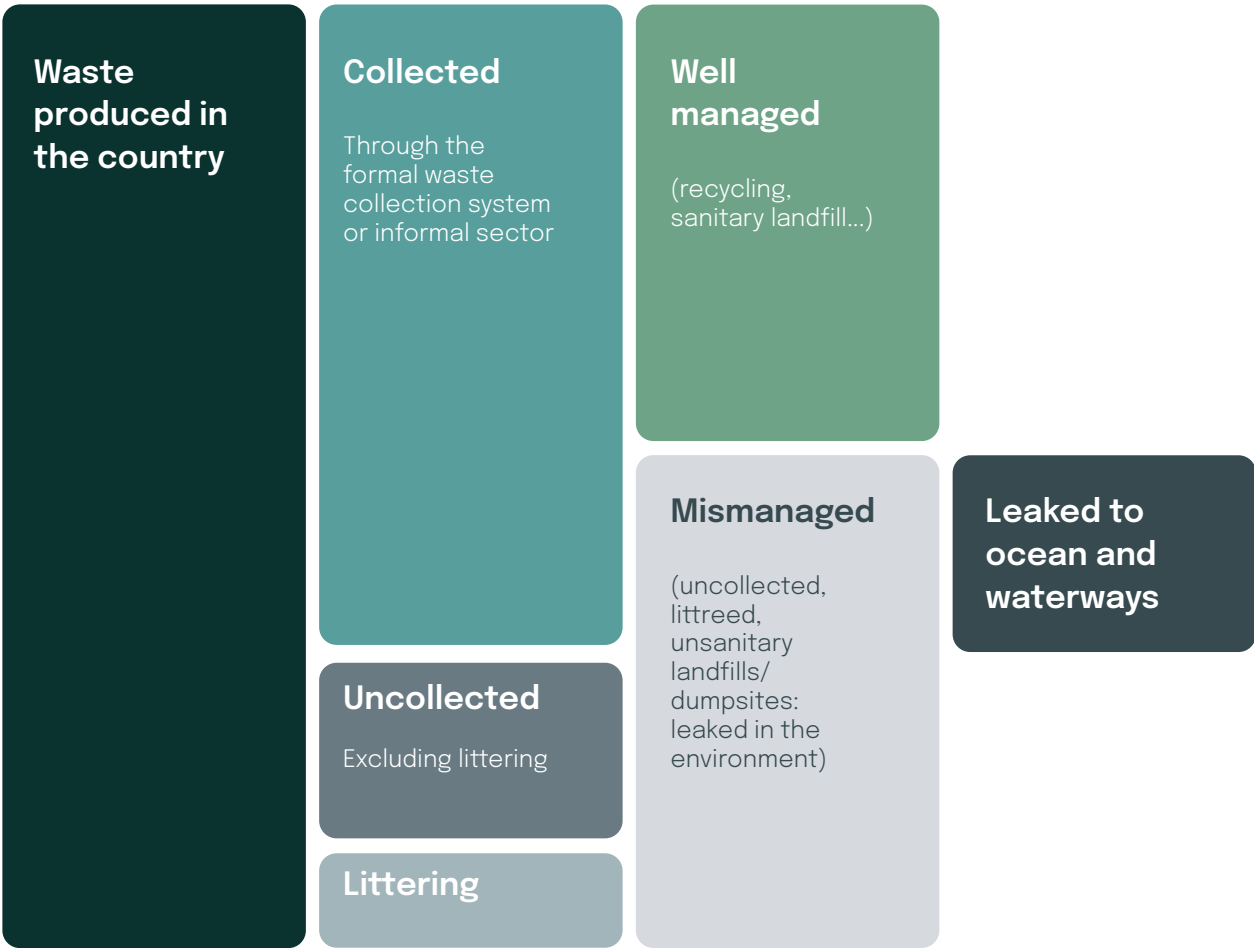 Waste
produced in
the country
Collected
Through the
formal waste
collection system
or informal sector
Uncollected
Excluding littering
Littering
Well
managed
(recycling,
sanitary landfill...)
Mismanaged
(uncollected,
littreed,
unsanitary
landfills/
dumpsites:
leaked in the
environment)
Leaked to
ocean and
waterways